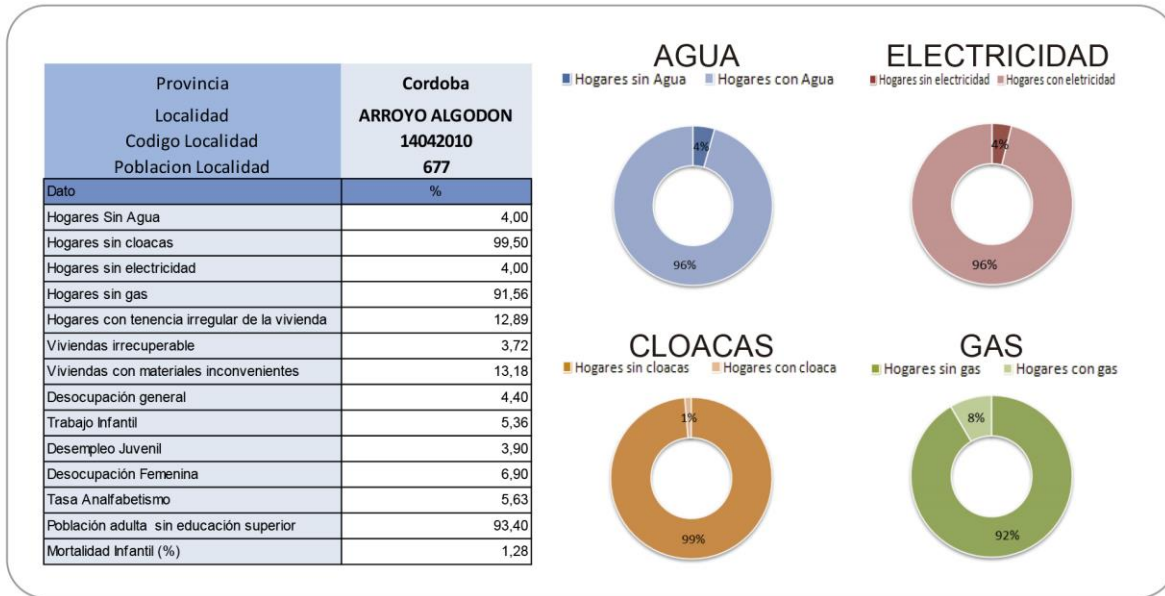 Provincia Cordoba
Localidad ARROYO ALGODON
Codigo Localidad 14042010
Poblacion Localidad 677
Dato %
Hogares Sin Agua 4,00
Hogares sin cloacas 99,50
Hogares sin electricidad 4,00
Hogares sin gas 91,56
Hogares con tenencia irregular de la vivienda 12,89
Viviendas irrecuperable 3,72
Viviendas con materiales inconvenientes 13,18
Desocupación general 4,40
Trabajo Infantil 5,36
Desempleo Juvenil 3,90
Desocupación Femenina 6,90
Tasa Analfabetismo 5,63
Población adulta sin educación superior 93,40
Mortalidad Infantil (%) 1,28
AGUA
Hogares sin Agua Hogares con Agua
4%
96%
ELECTRICIDAD
Hogares sin electricidad Hogares con eletricidad
4%
96%
CLOACAS
Hogares sin cloacas Hogares con cloaca
1%
99%
GAS
Hogares sin gas Hogares con gas
8%
92%